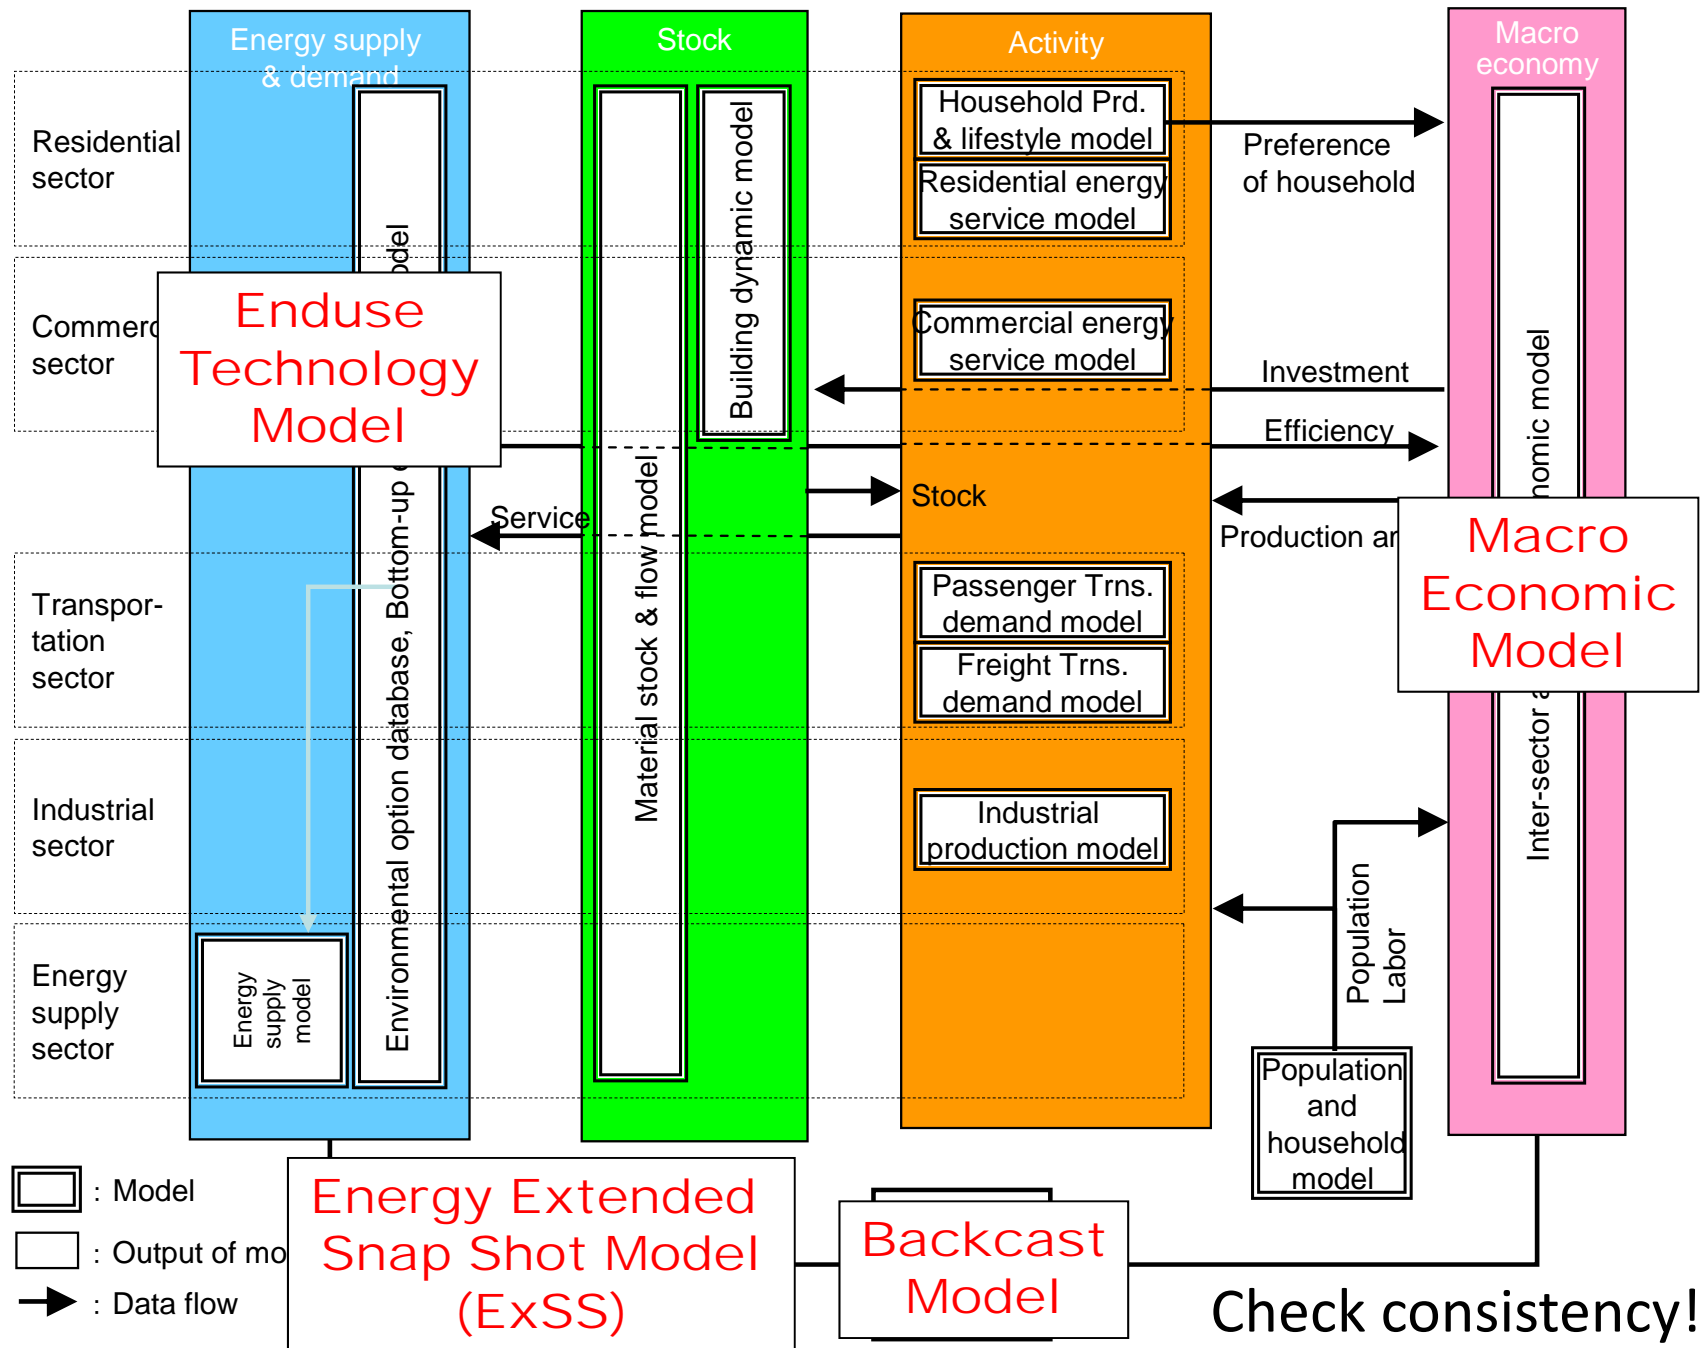 Energy supply
& demand
Stock
Activity
Macro
economy
Residential
sector
Household Prd.
& lifestyle model
Residential energy
service model
Preference
of household
Building dynamic model
Material stock & flow model
Environmental option database, Bottom-up
Inter-sector
Enduse
Technology
Model
sector
Commercial energy
service model
Investment
Efficiency
Stock
Service
Production
Macro
Economic
Model
Transpor-
tation
sector
Passenger Trns.
demand model
Freight Trns.
demand model
Industrial
sector
Industrial
production model
Population
Labor
Energy
supply
sector
Energy
supply
model
Population
and
household
model
: Model
: Output of
: Data flow
Energy Extended
Snap Shot Model
(ExSS)
Backcast
Model
Check consistency!